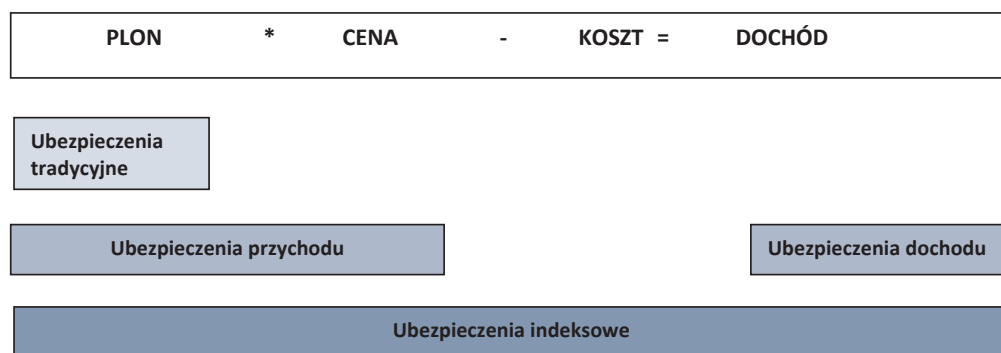 PLON * CENA - KOSZT = DOCHÓD
Ubezpieczenia
tradycyjne
Ubezpieczenia przychodu Ubezpieczenia dochodu
Ubezpieczenia indeksowe